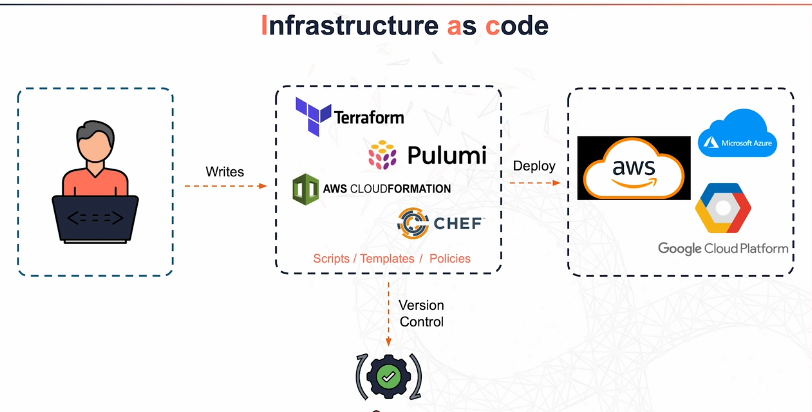 Infrastructure as code
<===>
Writes
Terraform
Pulumi
AWS CLOUDFORMATION
CHEF™
Scripts / Templates / Policies
Deploy
aws
Microsoft Azure
Google Cloud Platform
Version
Control